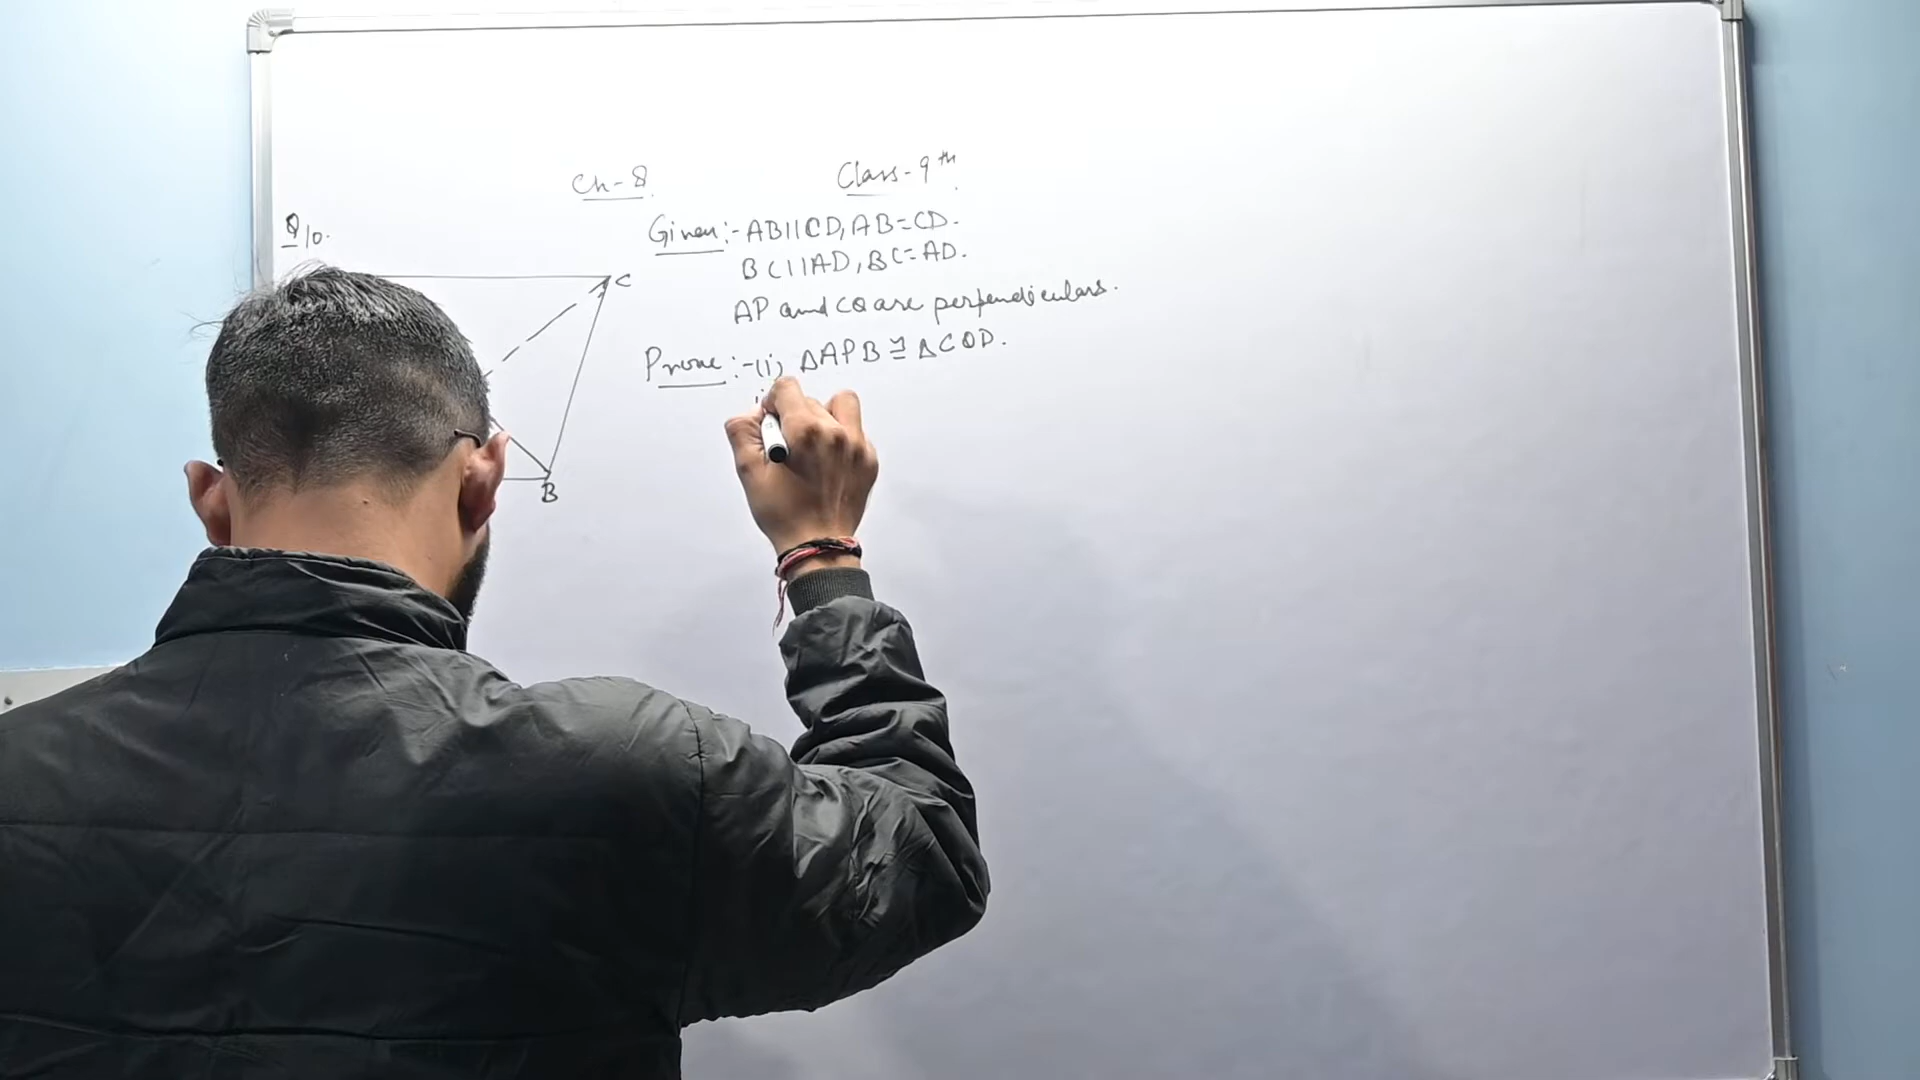 Ch-8
Class-9th
Q10.
Given:- AB||CD, AB=CD.
BC||AD, BC=AD.
AP and CQ are perpendiculars.
Prove:-(i) ΔAPB ≅ ΔCQD.
C
B